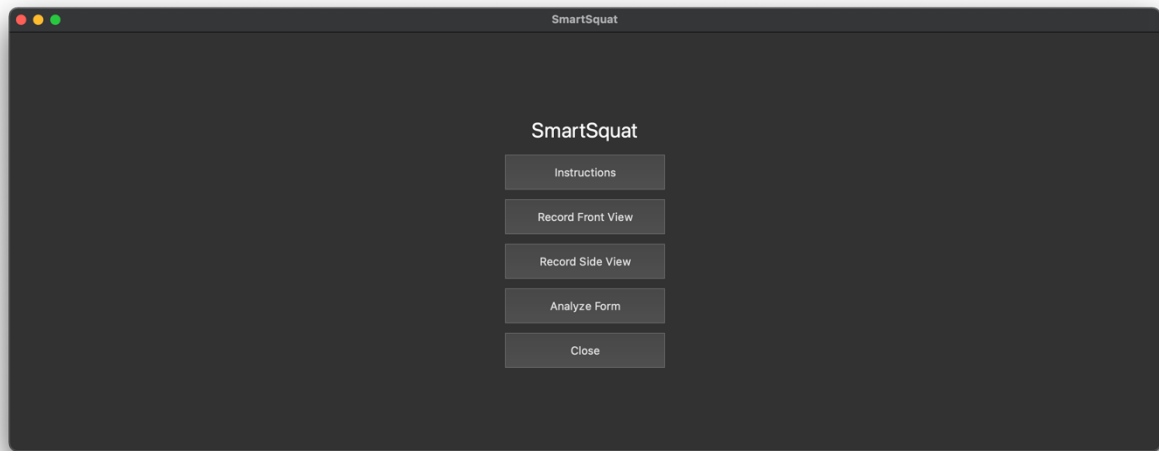 SmartSquat
SmartSquat
Instructions
Record Front View
Record Side View
Analyze Form
Close